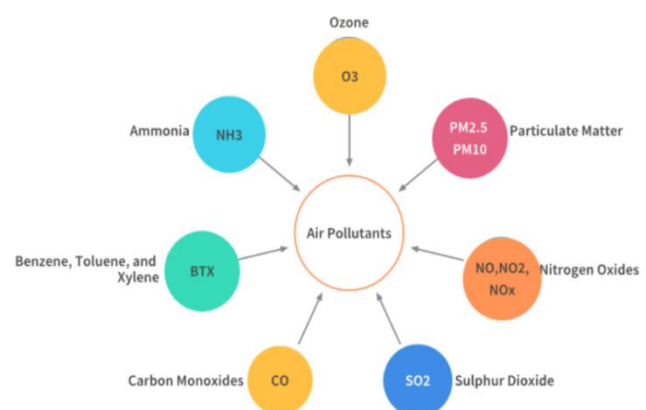 Ozone
O3
Ammonia
NH3
PM2.5
PM10
Particulate Matter
Air Pollutants
Benzene, Toluene, and
Xylene
BTX
NO,NO2,
NOx
Nitrogen Oxides
Carbon Monoxides
CO
SO2
Sulphur Dioxide